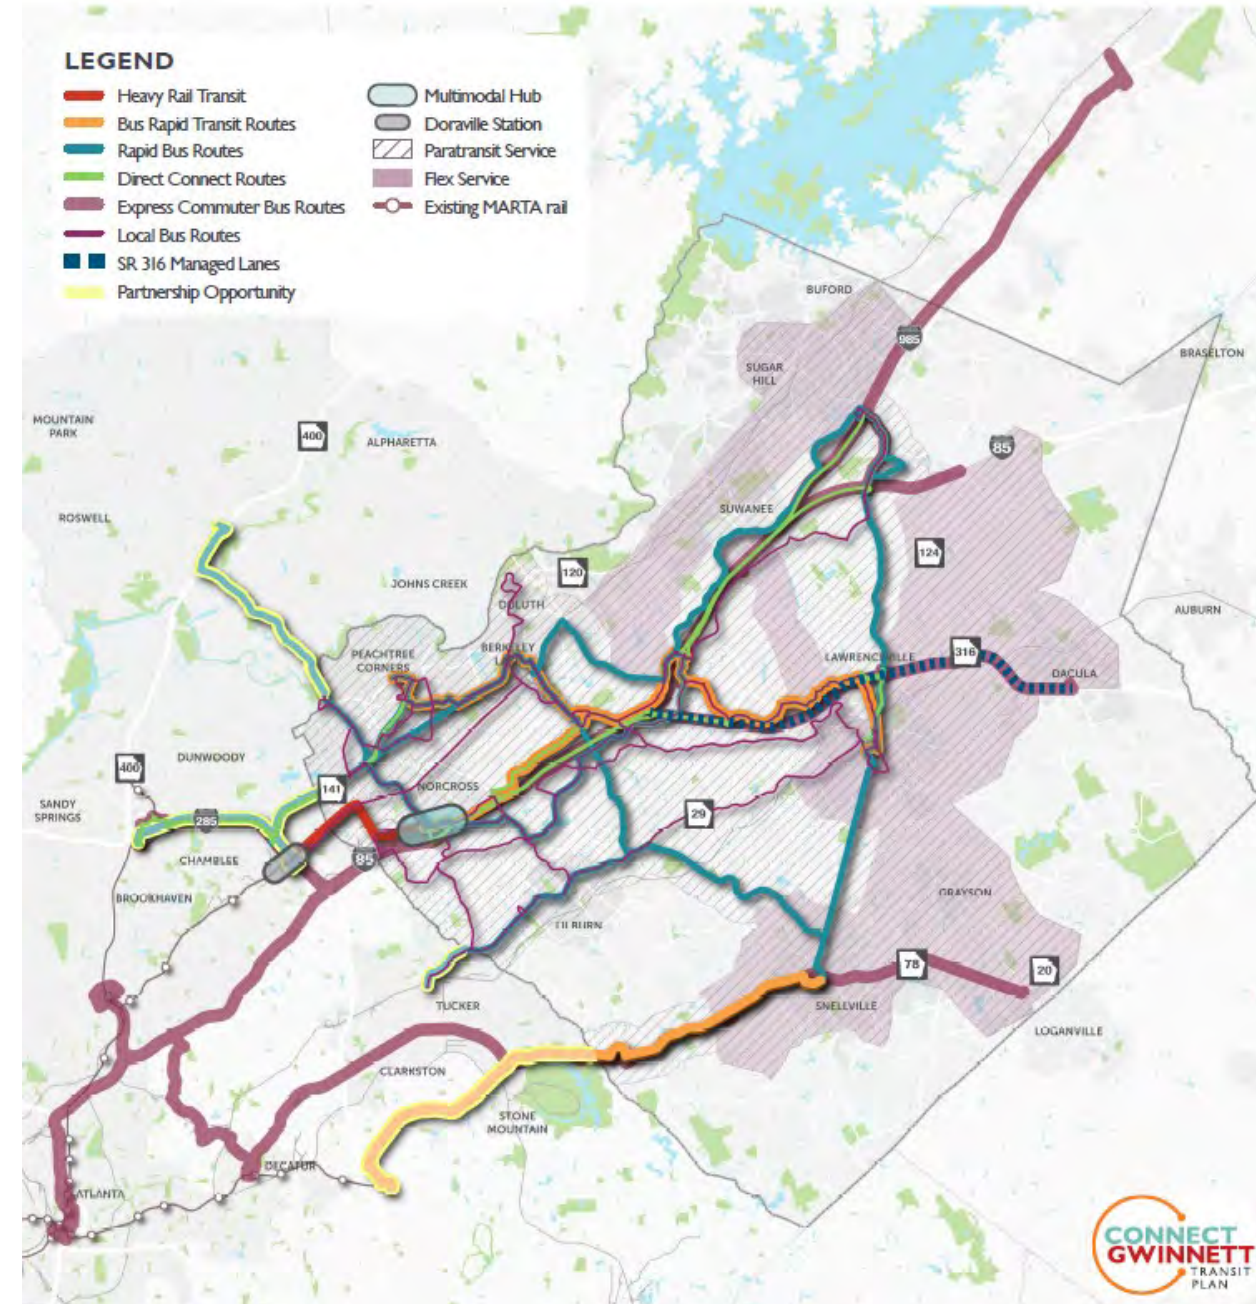 LEGEND
Heavy Rail Transit
Bus Rapid Transit Routes
Rapid Bus Routes
Direct Connect Routes
Express Commuter Bus Routes
Local Bus Routes
SR 316 Managed Lanes
Partnership Opportunity
Multimodal Hub
Doraville Station
Paratransit Service
Flex Service
Existing MARTA rail
BUFORD
985
BRASELTON
SUGAR
HILL
MOUNTAIN
PARK
400
ALPHARETTA
85
ROSWELL
SUWANEE
124
120
JOHNS CREEK
DULUTH
AUBURN
PEACHTREE
CORNERS
BERKELEY
LAWRENCEVILLE
316
DACULA
DUNWOODY
400
141
NORCROSS
SANDY
SPRINGS
285
29
CHAMBLEE
85
BROOKHAVEN
GRAYSON
LILBURN
78
20
TUCKER
SNELLVILLE
LOGANVILLE
CLARKSTON
STONE
MOUNTAIN
DECATUR
ATLANTA
CONNECT
GWINNETT
TRANSIT
PLAN